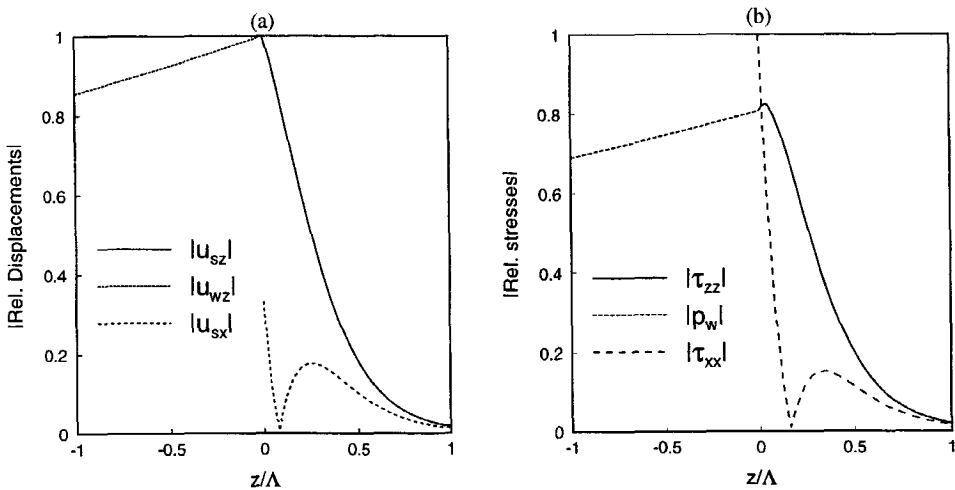 (a)
1
0.8
0.6
0.4
0.2
0
-1
-0.5
0
0.5
1
z/Λ
|Rel. Displacements|
|u_sz|
|u_wz|
|u_sx|
(b)
1
0.8
0.6
0.4
0.2
0
-1
-0.5
0
0.5
1
z/Λ
|Rel. stresses|
|τ_zz|
|p_w|
|τ_xx|